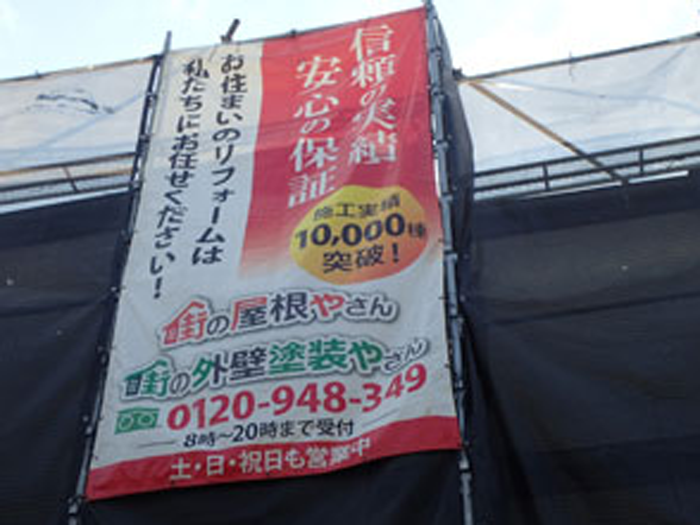 信頼の実績
安心の保証
お住まいのリフォームは
私たちにお任せください！
施工実績
10,000棟
突破！
街の屋根やさん
街の外壁塗装やさん
0120-948-349
8時～20時まで受付
土・日・祝日も営業中